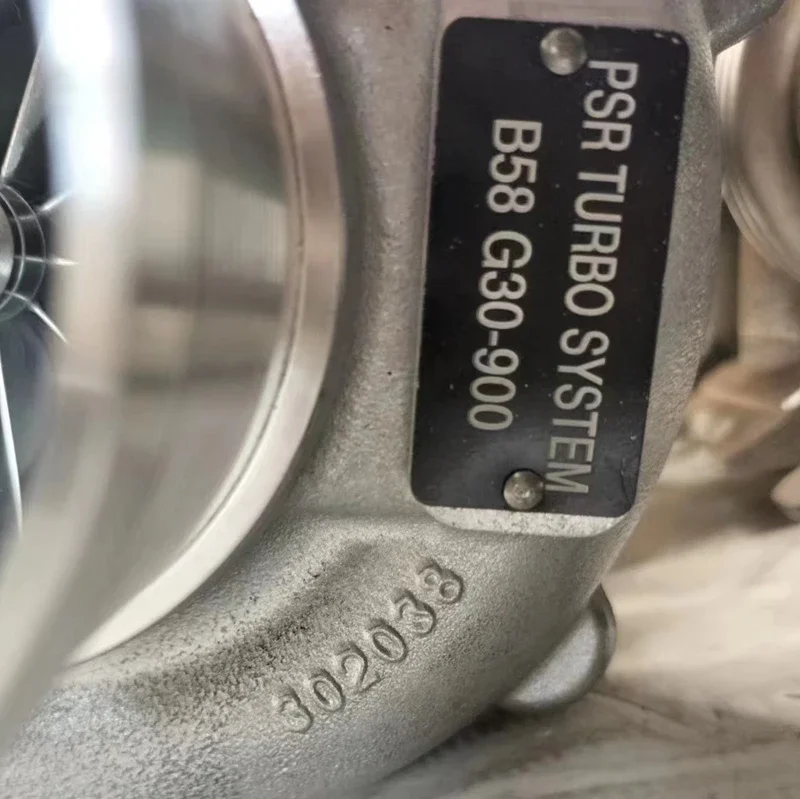 PSR TURBO SYSTEM
B58 G30-900
302038